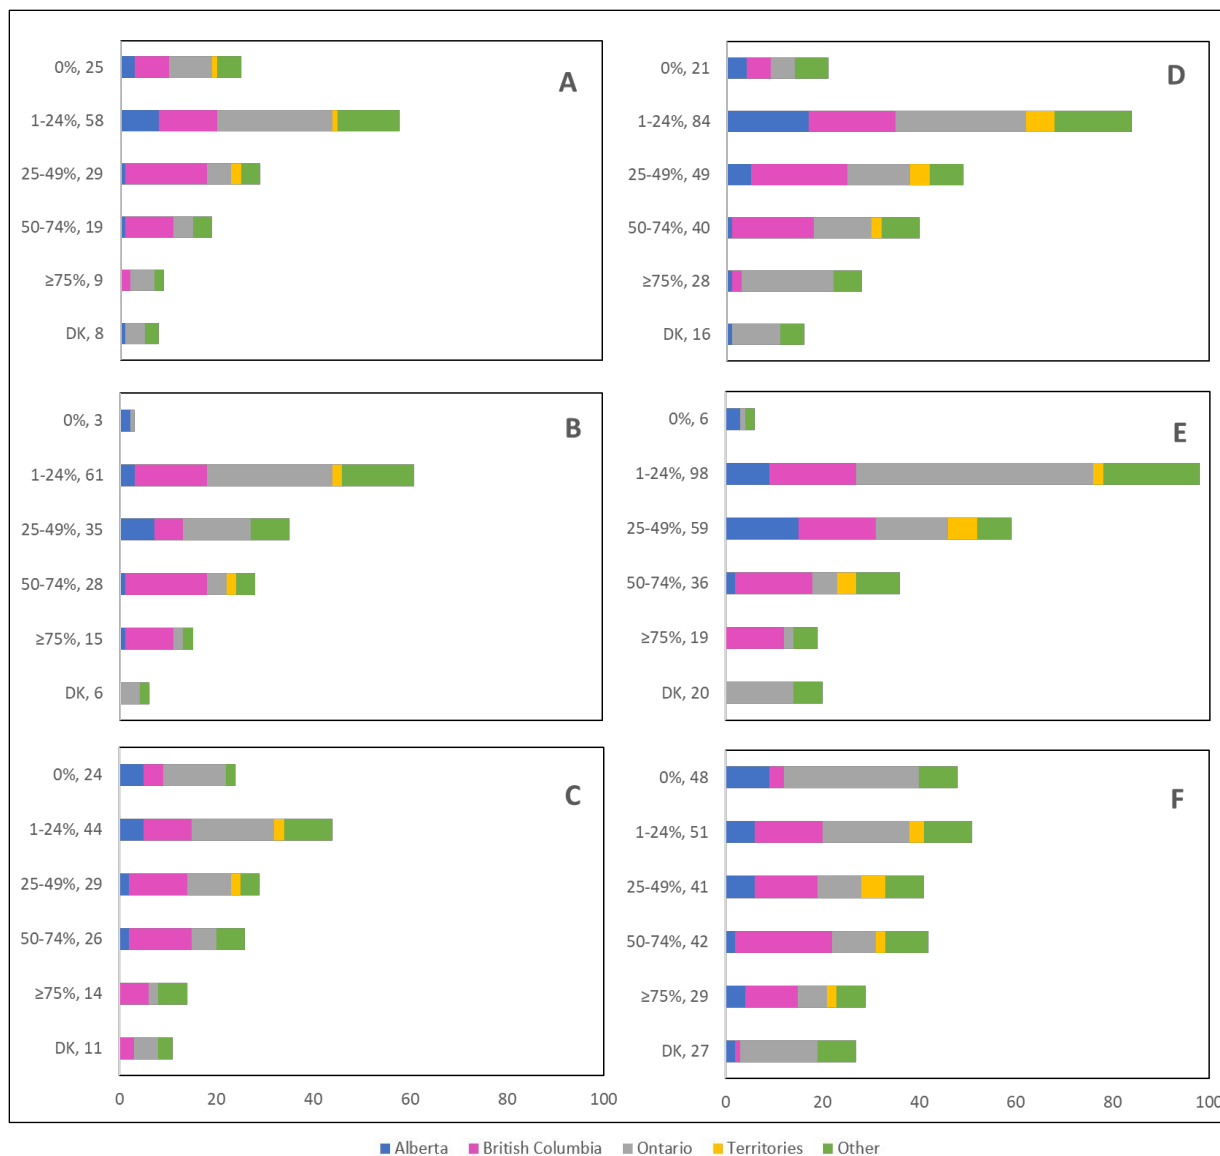 A
0%, 25
1-24%, 58
25-49%, 29
50-74%, 19
≥75%, 9
DK, 8
D
0%, 21
1-24%, 84
25-49%, 49
50-74%, 40
≥75%, 28
DK, 16
B
0%, 3
1-24%, 61
25-49%, 35
50-74%, 28
≥75%, 15
DK, 6
E
0%, 6
1-24%, 98
25-49%, 59
50-74%, 36
≥75%, 19
DK, 20
C
0%, 24
1-24%, 44
25-49%, 29
50-74%, 26
≥75%, 14
DK, 11
0 20 40 60 80 100
F
0%, 48
1-24%, 51
25-49%, 41
50-74%, 42
≥75%, 29
DK, 27
0 20 40 60 80 100
Alberta British Columbia Ontario Territories Other